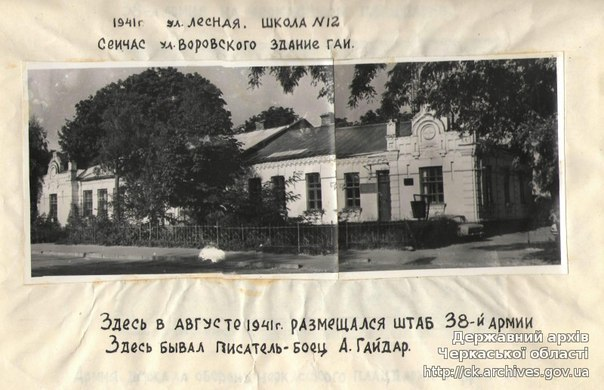 1941г. ул. Лесная. школа №12
Сейчас ул. Воровского здание ГАИ.
Здесь в августе 1941г. размещался штаб 38-й армии
Здесь бывал писатель-боец А. Гайдар.
Державний архів
Черкаської області
http://ck.archives.gov.ua